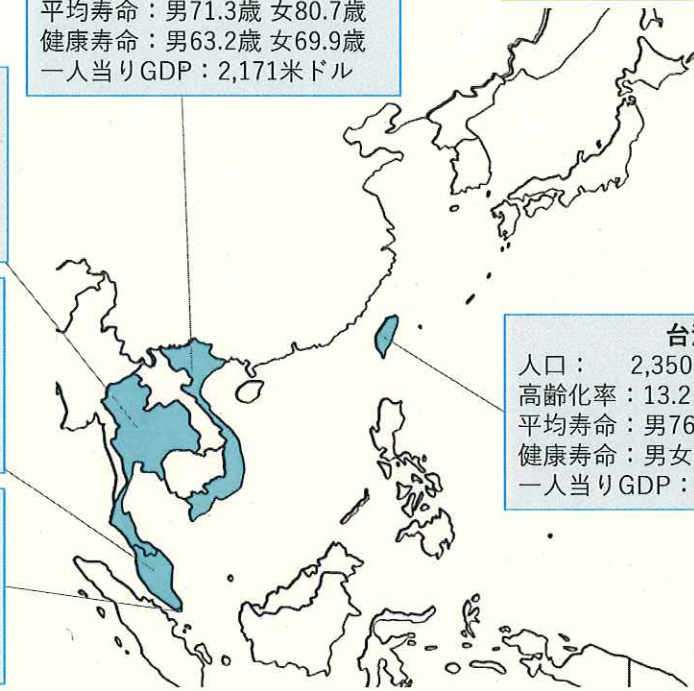 平均寿命：男71.3歳 女80.7歳
健康寿命：男63.2歳 女69.9歳
一人当りGDP：2,171米ドル
人口：　2,350
高齢化率：13.2
平均寿命：男76
健康寿命：男女
一人当りGDP：